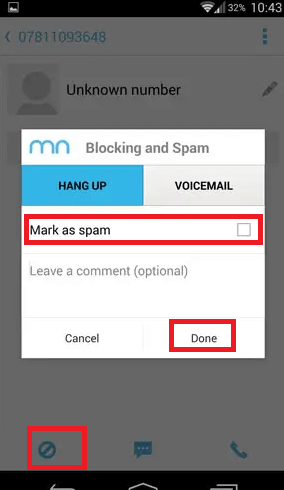 32% 10:43
07811093648
Unknown number
mn Blocking and Spam
HANG UP VOICEMAIL
Mark as spam
Leave a comment (optional)
Cancel Done